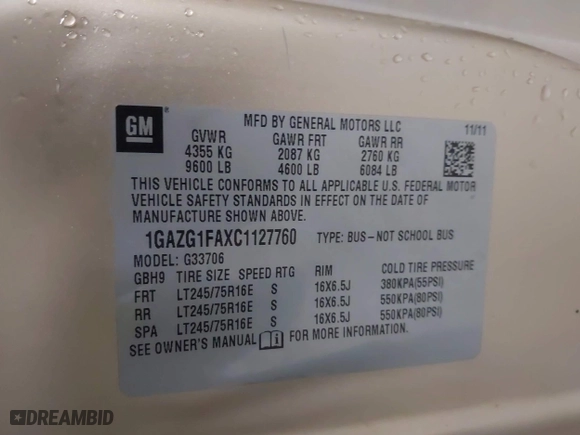 GM ®
MFD BY GENERAL MOTORS LLC 11/11
GVWR GAWR FRT GAWR RR
4355 KG 2087 KG 2760 KG
9600 LB 4600 LB 6084 LB
THIS VEHICLE CONFORMS TO ALL APPLICABLE U.S. FEDERAL MOTOR
VEHICLE SAFETY STANDARDS IN EFFECT ON THE DATE OF
MANUFACTURE SHOWN ABOVE.
1GAZG1FAXC1127760 TYPE: BUS-NOT SCHOOL BUS
MODEL: G33706
GBH9 TIRE SIZE SPEED RTG RIM COLD TIRE PRESSURE
FRT LT245/75R16E S 16X6.5J 380KPA(55PSI)
RR LT245/75R16E S 16X6.5J 550KPA(80PSI)
SPA LT245/75R16E S 16X6.5J 550KPA(80PSI)
SEE OWNER'S MANUAL FOR MORE INFORMATION.
DREAMBID